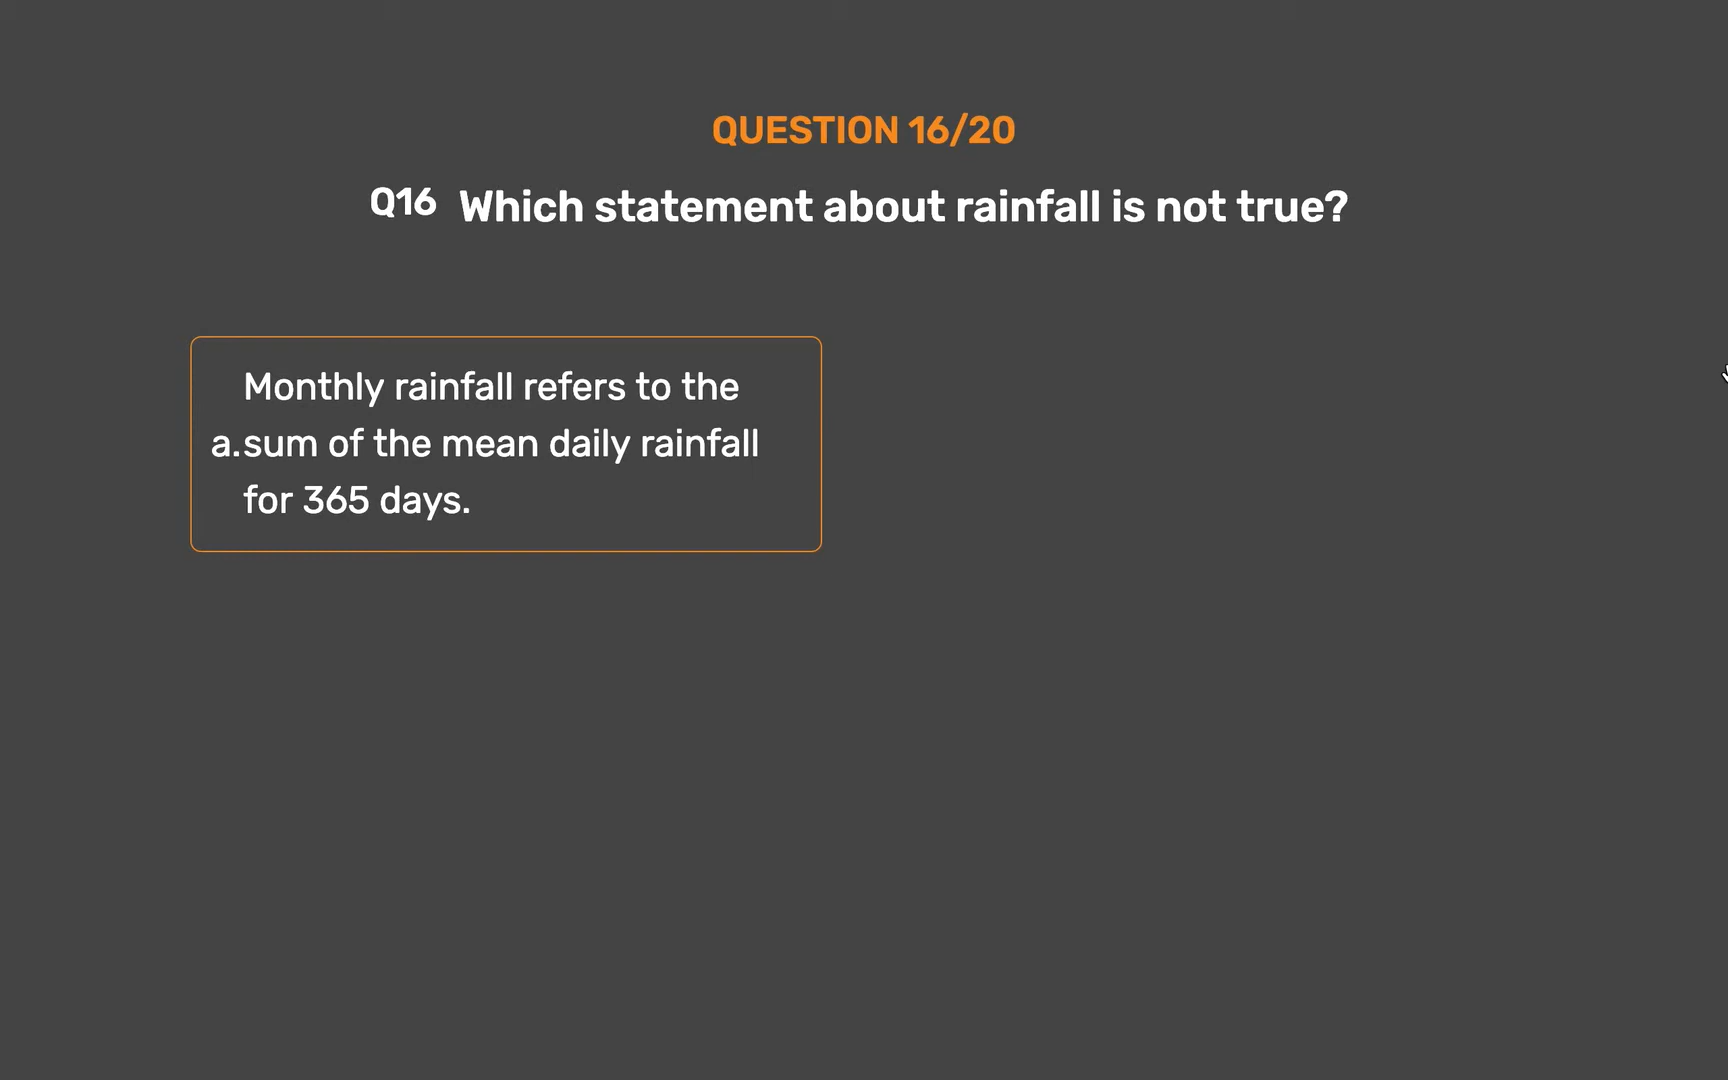 QUESTION 16/20
Q16 Which statement about rainfall is not true?
Monthly rainfall refers to the
a. sum of the mean daily rainfall
for 365 days.